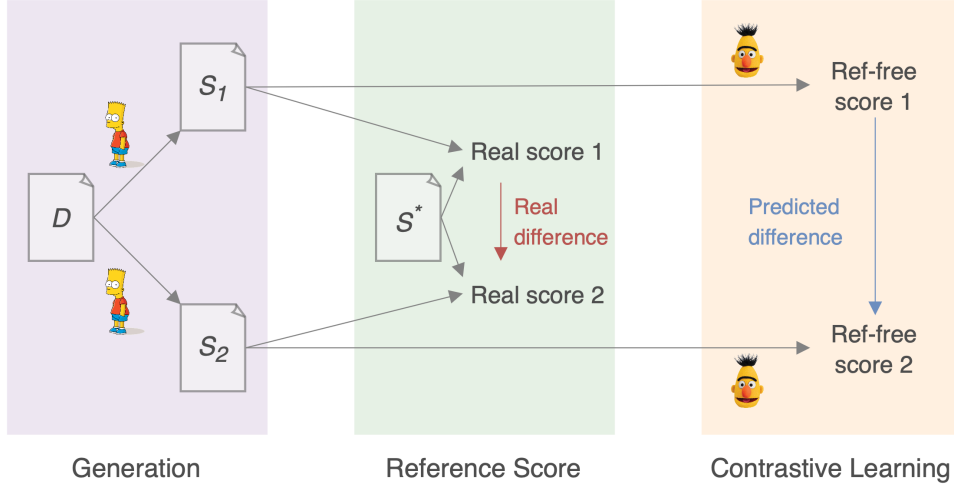 S1
D
S2
Generation
Real score 1
S*
Real
difference
Real score 2
Reference Score
Ref-free
score 1
Predicted
difference
Ref-free
score 2
Contrastive Learning